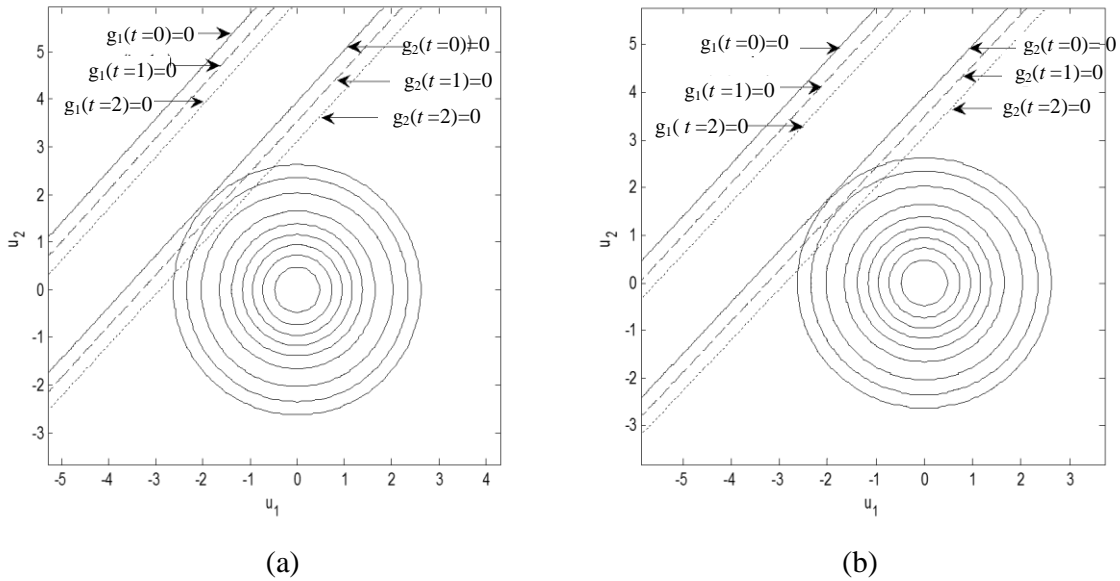 g₁(t=0)=0
g₁(t=1)=0
g₁(t=2)=0
g₂(t=0)=0
g₂(t=1)=0
g₂(t=2)=0
5
4
3
2
1
0
-1
-2
-3
u₂
-5 -4 -3 -2 -1 0 1 2 3 4
u₁
(a)
g₁(t=0)=0
g₁(t=1)=0
g₁( t=2)=0
g₂(t=0)=0
g₂(t=1)=0
g₂(t=2)=0
5
4
3
2
1
0
-1
-2
-3
u₂
-5 -4 -3 -2 -1 0 1 2 3
u₁
(b)